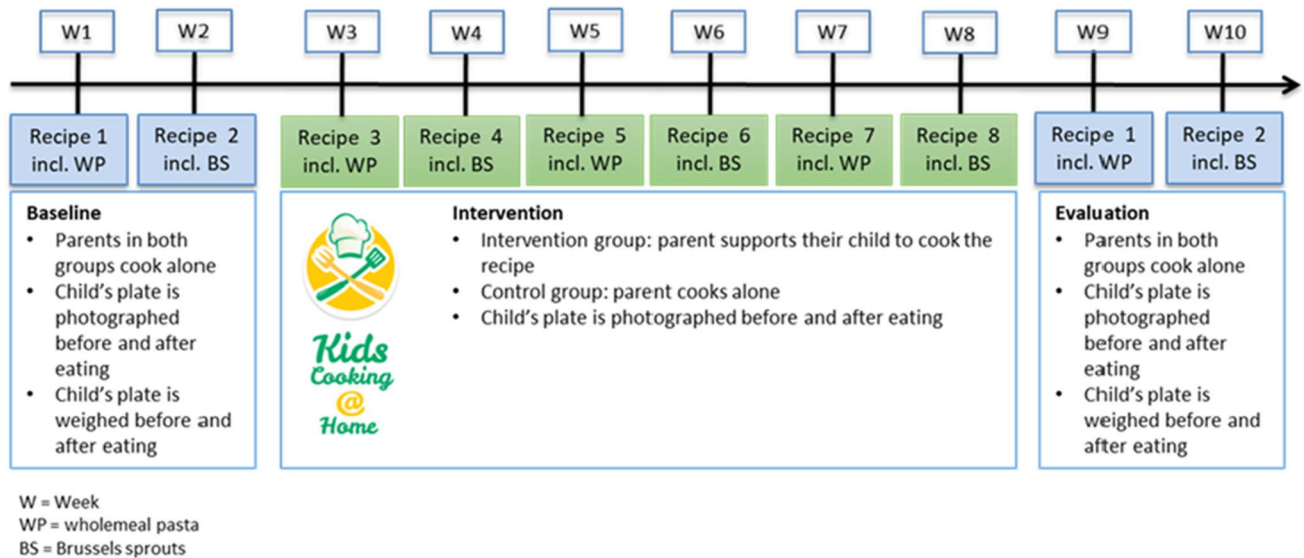 W1 W2 W3 W4 W5 W6 W7 W8 W9 W10
Recipe 1
incl. WP
Recipe 2
incl. BS
Recipe 3
incl. WP
Recipe 4
incl. BS
Recipe 5
incl. WP
Recipe 6
incl. BS
Recipe 7
incl. WP
Recipe 8
incl. BS
Recipe 1
incl. WP
Recipe 2
incl. BS
Baseline
• Parents in both
groups cook alone
• Child's plate is
photographed
before and after
eating
• Child's plate is
weighed before and
after eating
Kids
Cooking
@
Home
Intervention
• Intervention group: parent supports their child to cook the
recipe
• Control group: parent cooks alone
• Child's plate is photographed before and after eating
Evaluation
• Parents in both
groups cook alone
• Child's plate is
photographed
before and after
eating
• Child's plate is
weighed before and
after eating
W = Week
WP = wholemeal pasta
BS = Brussels sprouts